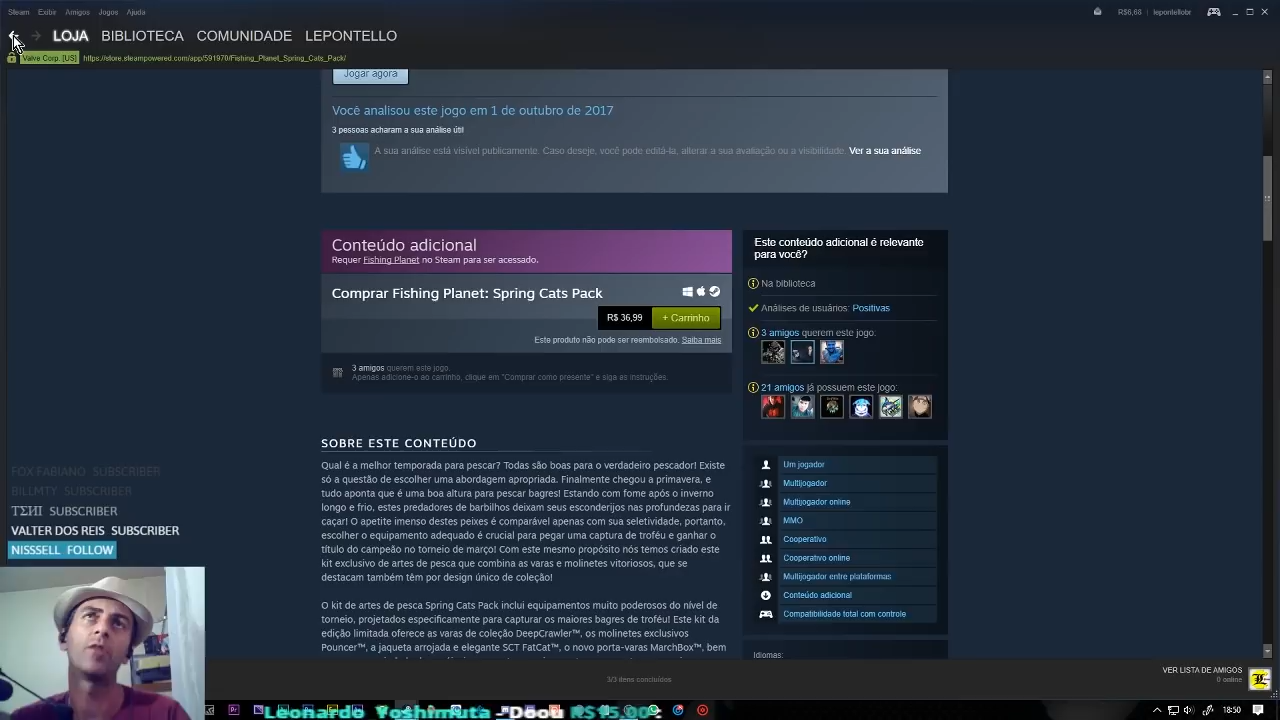 Steam Exibir Amigos Jogos Ajuda
R$6,68 lepontellobr
LOJA BIBLIOTECA COMUNIDADE LEPONTELLO
Valve Corp. [US] https://store.steampowered.com/app/591970/Fishing_Planet_Spring_Cats_Pack/
Jogar agora
Você analisou este jogo em 1 de outubro de 2017
3 pessoas acharam a sua análise útil
A sua análise está visível publicamente. Caso deseje, você pode editá-la, alterar a sua avaliação ou a visibilidade. Ver a sua análise
Conteúdo adicional
Requer Fishing Planet no Steam para ser acessado.
Comprar Fishing Planet: Spring Cats Pack
R$ 36,99 + Carrinho
Este produto não pode ser reembolsado. Saiba mais
3 amigos querem este jogo.
Apenas adicione-o ao carrinho, clique em "Comprar como presente" e siga as instruções.
SOBRE ESTE CONTEÚDO
Qual é a melhor temporada para pescar? Todas são boas para o verdadeiro pescador! Existe
só a questão de escolher uma abordagem apropriada. Finalmente chegou a primavera, e
tudo aponta que é uma boa altura para pescar bagres! Estando com fome após o inverno
longo e frio, estes predadores de barbilhos deixam seus esconderijos nas profundezas para ir
caçar! O apetite imenso destes peixes é comparável apenas com sua seletividade, portanto,
escolher o equipamento adequado é crucial para pegar uma captura de troféu e ganhar o
título do campeão no torneio de março! Com este mesmo propósito nós temos criado este
kit exclusivo de artes de pesca que combina as varas e molinetes vitoriosos, que se
destacam também têm por design único de coleção!
O kit de artes de pesca Spring Cats Pack inclui equipamentos muito poderosos do nível de
torneio, projetados especificamente para capturar os maiores bagres de troféu! Este kit da
edição limitada oferece as varas de coleção DeepCrawler™, os molinetes exclusivos
Pouncer™, a jaqueta arrojada e elegante SCT FatCat™, o novo porta-varas MarchBox™, bem
Este conteúdo adicional é relevante
para você?
Na biblioteca
Análises de usuários: Positivas
3 amigos querem este jogo:
21 amigos já possuem este jogo:
Um jogador
Multijogador
Multijogador online
MMO
Cooperativo
Cooperativo online
Multijogador entre plataformas
Conteúdo adicional
Compatibilidade total com controle
Idiomas:
FOX FABIANO SUBSCRIBER
BILLMTY SUBSCRIBER
TΣΉI SUBSCRIBER
VALTER DOS REIS SUBSCRIBER
NISSSELL FOLLOW
3/3 itens concluídos
VER LISTA DE AMIGOS
0 online
Leonardo Yoshimuta - Doou R$15,00
18:50